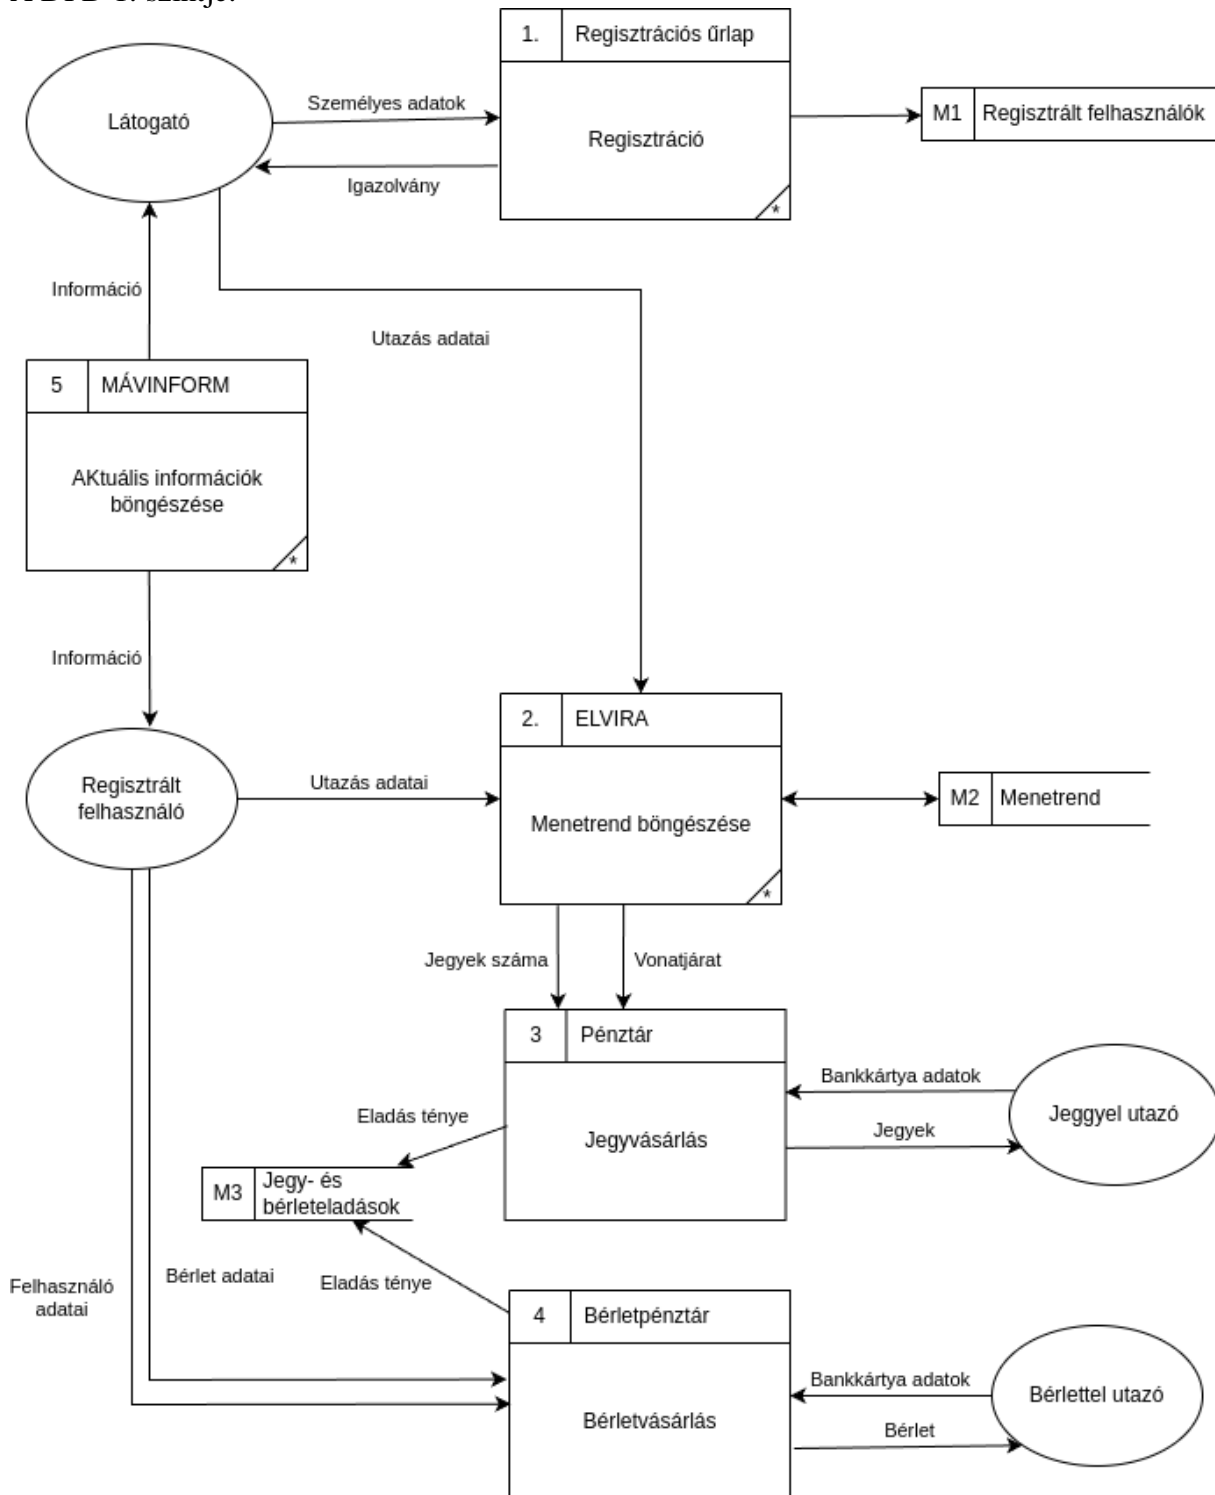 A DFD 1. szintje:
1. Regisztrációs űrlap
Látogató
Személyes adatok
M1 Regisztrált felhasználók
Regisztráció
Igazolvány
*
Információ
Utazás adatai
5 MÁVINFORM
AKtuális információk
böngészése
*
Információ
2. ELVIRA
Regisztrált
felhasználó
Utazás adatai
M2 Menetrend
Menetrend böngészése
*
Jegyek száma
Vonatjárat
3 Pénztár
Bankkártya adatok
Jeggyel utazó
Eladás ténye
Jegyek
Jegyvásárlás
M3 Jegy- és
bérleteladások
Bérlet adatai
Eladás ténye
Felhasználó
adatai
4 Bérletpénztár
Bankkártya adatok
Bérlettel utazó
Bérletvásárlás
Bérlet